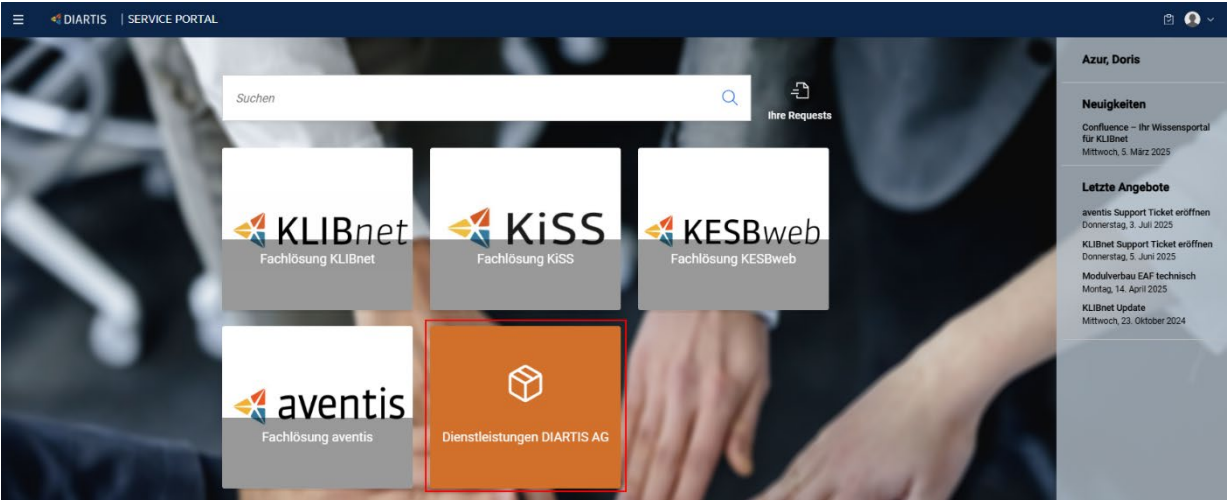 DIARTIS | SERVICE PORTAL
Suchen
Ihre Requests
KLIBnet
Fachlösung KLIBnet
KiSS
Fachlösung KiSS
KESBweb
Fachlösung KESBweb
aventis
Fachlösung aventis
Dienstleistungen DIARTIS AG
Azur, Doris
Neuigkeiten
Confluence – Ihr Wissensportal
für KLIBnet
Mittwoch, 5. März 2025
Letzte Angebote
aventis Support Ticket eröffnen
Donnerstag, 3. Juli 2025
KLIBnet Support Ticket eröffnen
Donnerstag, 5. Juni 2025
Modulverbau EAF technisch
Montag, 14. April 2025
KLIBnet Update
Mittwoch, 23. Oktober 2024